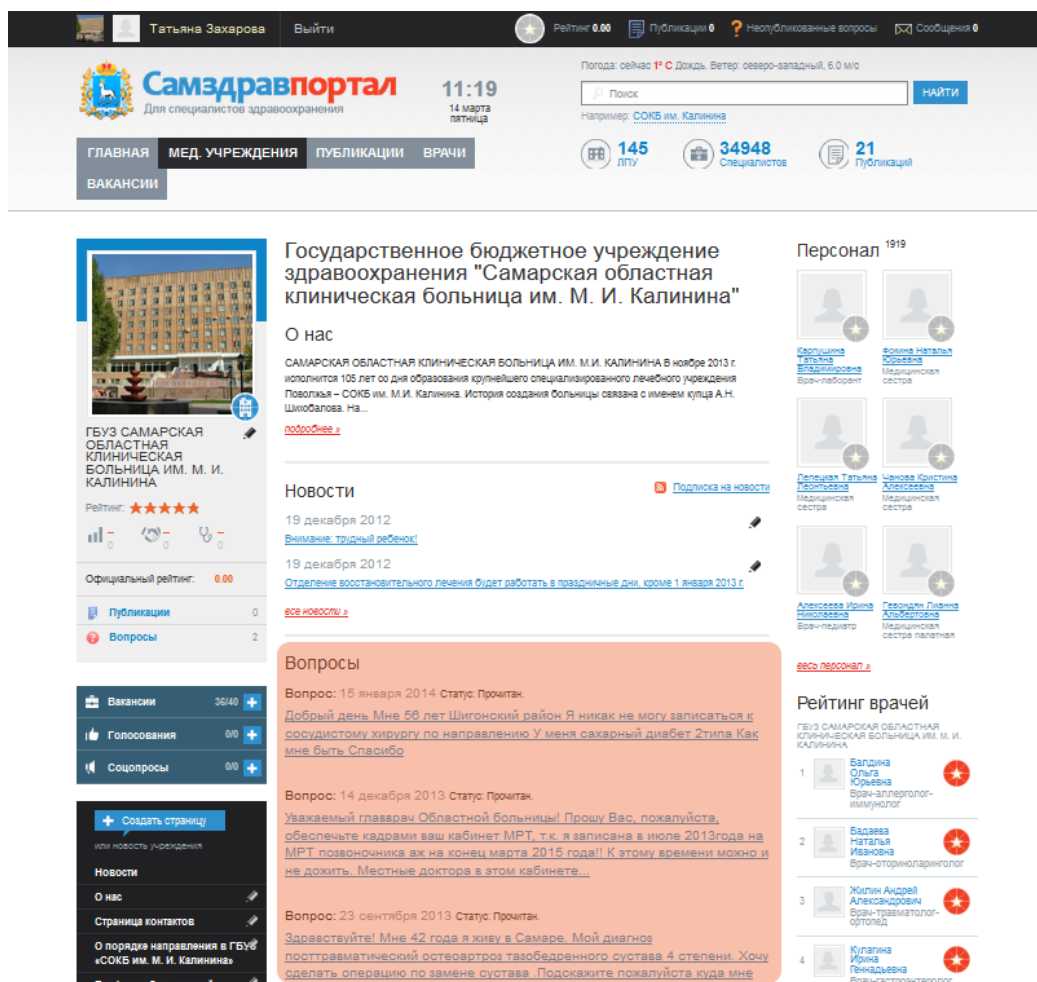 Татьяна Захарова
Выйти
Рейтинг 0.00
Публикации 0
? Неопубликованные вопросы
Сообщения 0
Самздравпортал
Для специалистов здравоохранения
11:19
14 марта
пятница
Погода: сейчас 1° C Дождь. Ветер: северо-западный, 6.0 м/с
Поиск
НАЙТИ
Например: СОКБ им. Калинина
ГЛАВНАЯ
МЕД. УЧРЕЖДЕНИЯ
ПУБЛИКАЦИИ
ВРАЧИ
ВАКАНСИИ
145
ЛПУ
34948
Специалистов
21
Публикаций
ГБУЗ САМАРСКАЯ
ОБЛАСТНАЯ
КЛИНИЧЕСКАЯ
БОЛЬНИЦА ИМ. М. И.
КАЛИНИНА
Рейтинг:
– 0
– 0
– 0
Официальный рейтинг: 0.00
Публикации 0
Вопросы 2
Вакансии 36/40 +
Голосования 0/0 +
Соцопросы 0/0 +
+ Создать страницу
или новость учреждения
Новости
О нас
Страница контактов
О порядке направления в ГБУЗ
«СОКБ им. М. И. Калинина»
Государственное бюджетное учреждение
здравоохранения "Самарская областная
клиническая больница им. М. И. Калинина"
О нас
САМАРСКАЯ ОБЛАСТНАЯ КЛИНИЧЕСКАЯ БОЛЬНИЦА ИМ. М.И. КАЛИНИНА В ноябре 2013 г.
исполнится 105 лет со дня образования крупнейшего специализированного лечебного учреждения
Поволжья – СОКБ им. М.И. Калинина. История создания больницы связана с именем купца А.Н.
Шихобалова. На...
подробнее »
Новости
Подписка на новости
19 декабря 2012
Внимание: трудный ребенок!
19 декабря 2012
Отделение восстановительного лечения будет работать в праздничные дни, кроме 1 января 2013 г.
все новости »
Вопросы
Вопрос: 15 января 2014 Статус: Прочитан.
Добрый день Мне 56 лет Шигонский район Я никак не могу записаться к
сосудистому хирургу по направлению У меня сахарный диабет 2типа Как
мне быть Спасибо
Вопрос: 14 декабря 2013 Статус: Прочитан.
Уважаемый главврач Областной больницы! Прошу Вас, пожалуйста,
обеспечьте кадрами ваш кабинет МРТ, т.к. я записана в июле 2013года на
МРТ позвоночника аж на конец марта 2015 года!! К этому времени можно и
не дожить. Местные доктора в этом кабинете...
Вопрос: 23 сентября 2013 Статус: Прочитан.
Здравствуйте! Мне 42 года я живу в Самаре. Мой диагноз
посттравматический остеоартроз тазобедренного сустава 4 степени. Хочу
сделать операцию по замене сустава .Подскажите пожалуйста куда мне
Персонал 1919
Карпушина
Татьяна
Владимировна
Врач-лаборант
Фокина Наталья
Юрьевна
Медицинская
сестра
Лепецкая Татьяна
Леонтьевна
Медицинская
сестра
Чанова Кристина
Алексеевна
Медицинская
сестра
Алексеева Ирина
Николаевна
Врач-педиатр
Гевондян Лианна
Альбертовна
Медицинская
сестра палатная
весь персонал »
Рейтинг врачей
ГБУЗ САМАРСКАЯ ОБЛАСТНАЯ
КЛИНИЧЕСКАЯ БОЛЬНИЦА ИМ. М. И.
КАЛИНИНА
1
Балдина
Ольга
Юрьевна
Врач-аллерголог-
иммунолог
2
Бадаева
Наталья
Ивановна
Врач-оториноларинголог
3
Жилин Андрей
Александрович
Врач-травматолог-
ортопед
4
Кулагина
Ирина
Геннадьевна
Врач-гастроэнтеролог